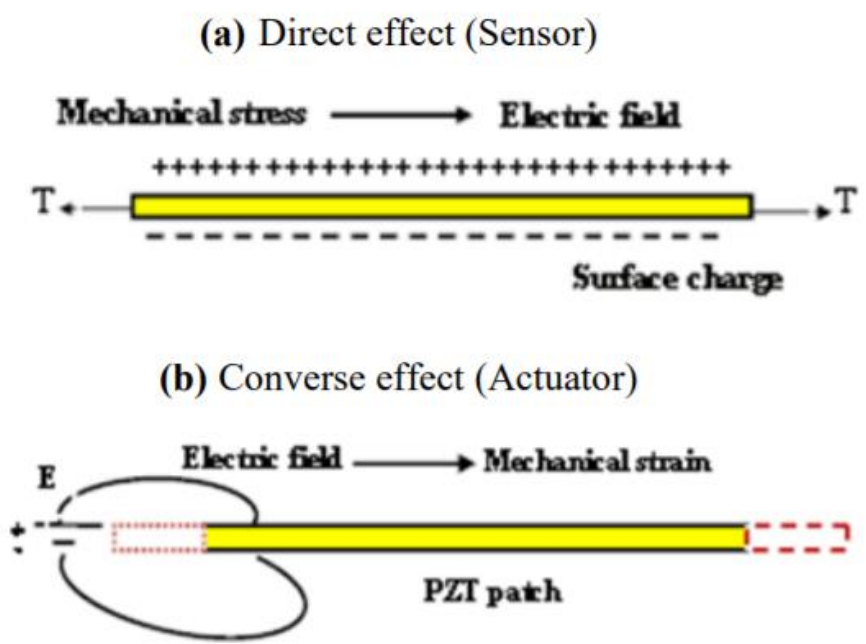 (a) Direct effect (Sensor)
Mechanical stress Electric field
+++++++++++++++++++++++++++++++
T T
Surface charge
(b) Converse effect (Actuator)
Electric field Mechanical strain
E
+
-
PZT patch